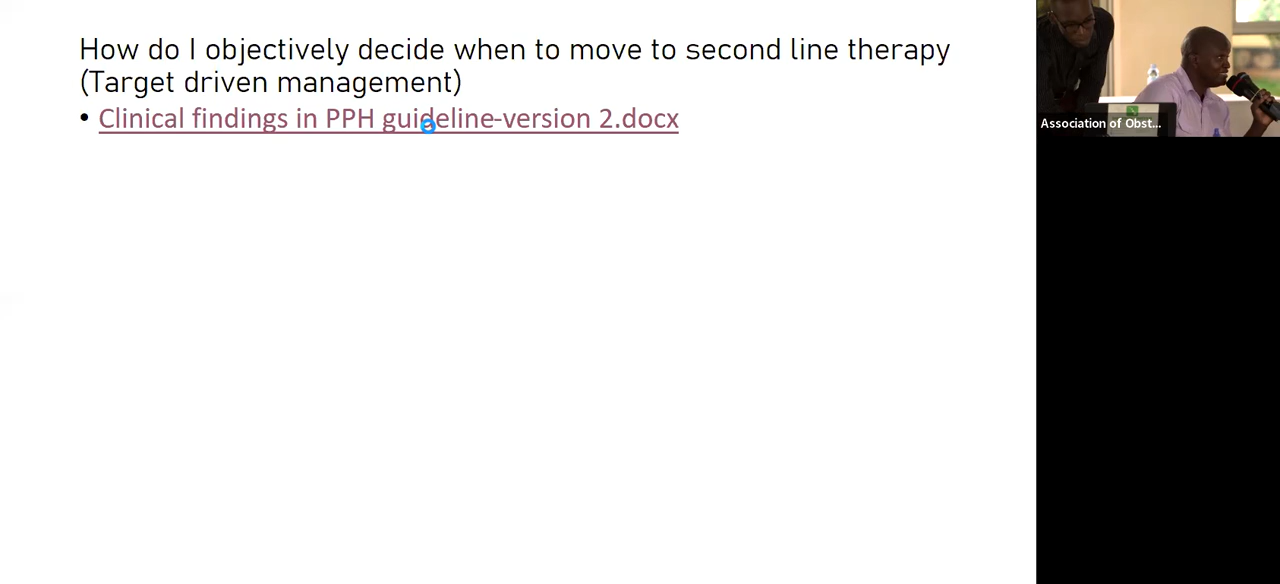 How do I objectively decide when to move to second line therapy
(Target driven management)
• Clinical findings in PPH guideline-version 2.docx
Association of Obst...